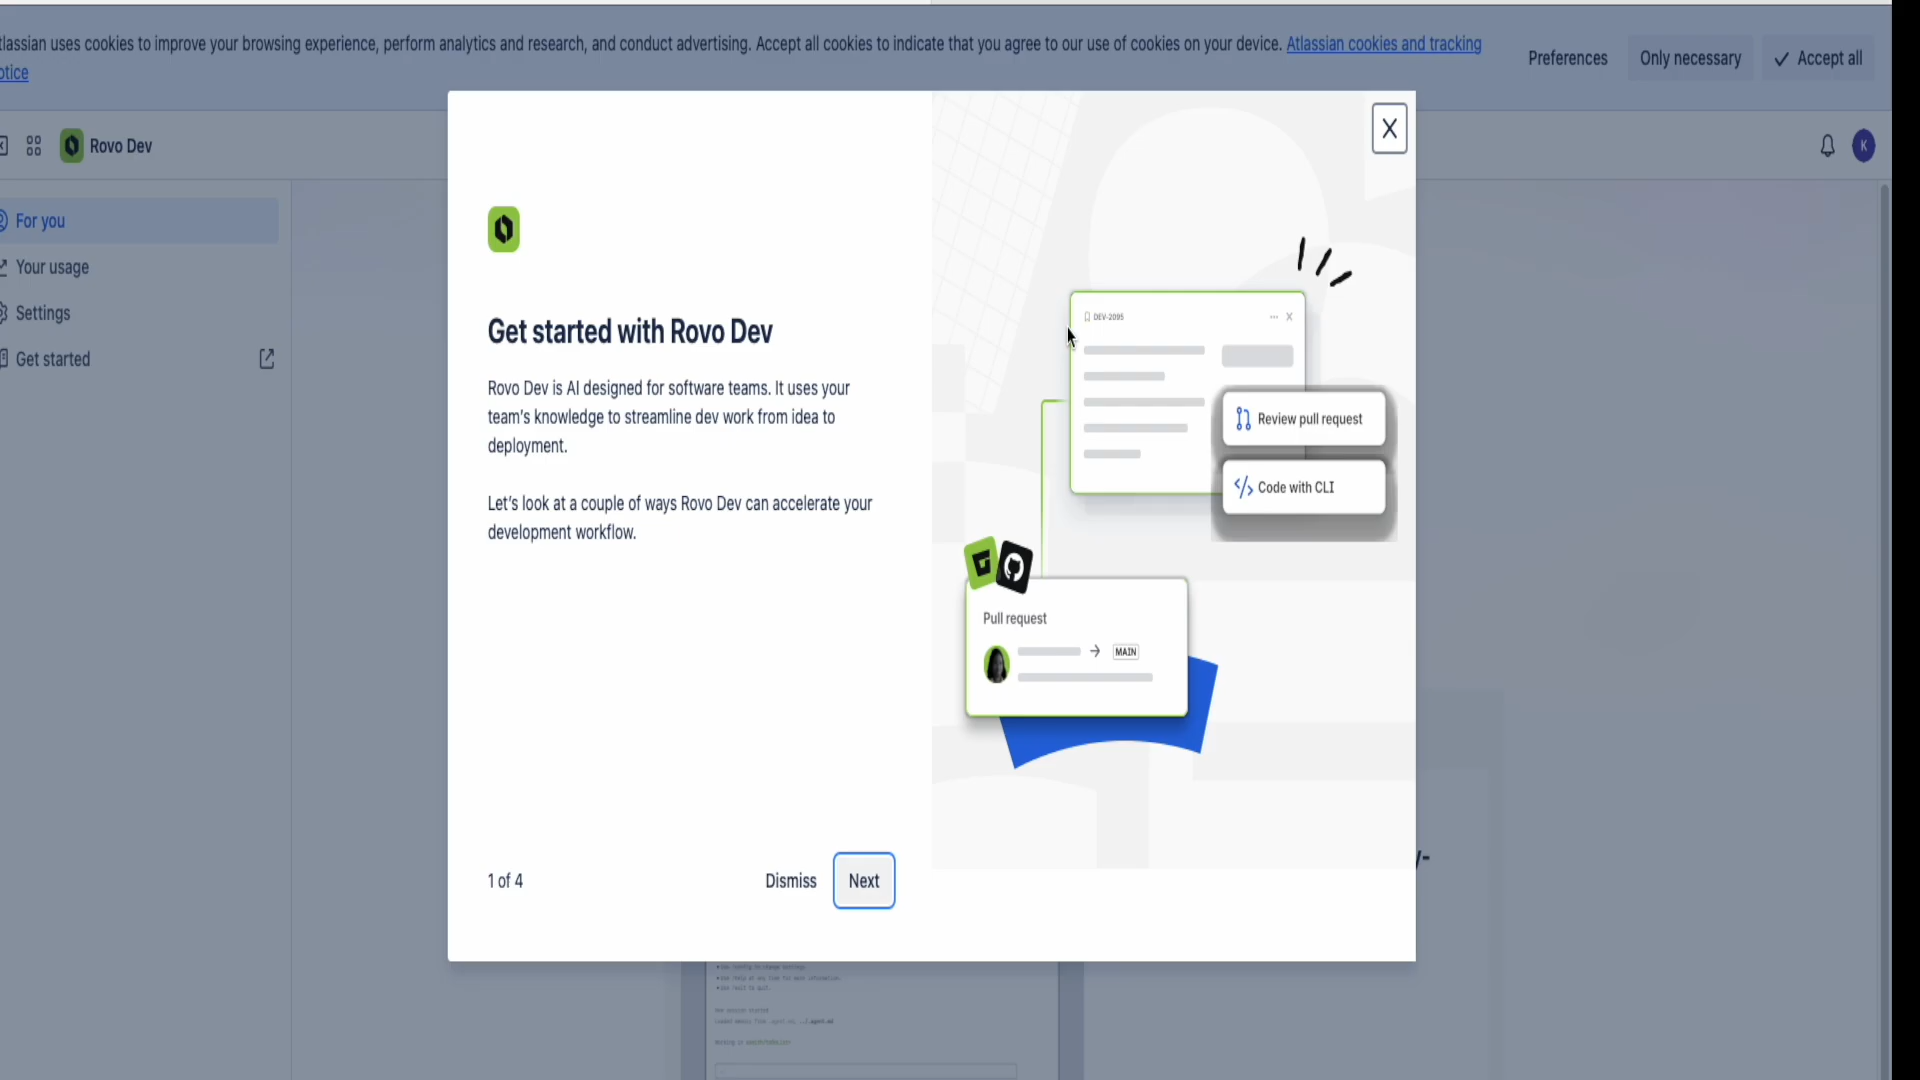 tlassian uses cookies to improve your browsing experience, perform analytics and research, and conduct advertising. Accept all cookies to indicate that you agree to our use of cookies on your device. Atlassian cookies and tracking
otice
Preferences
Only necessary
Accept all
Rovo Dev
K
For you
Your usage
Settings
Get started
X
Get started with Rovo Dev
Rovo Dev is AI designed for software teams. It uses your
team's knowledge to streamline dev work from idea to
deployment.
Let's look at a couple of ways Rovo Dev can accelerate your
development workflow.
DEV-2095
Review pull request
Code with CLI
Pull request
MAIN
1 of 4
Dismiss
Next
y-